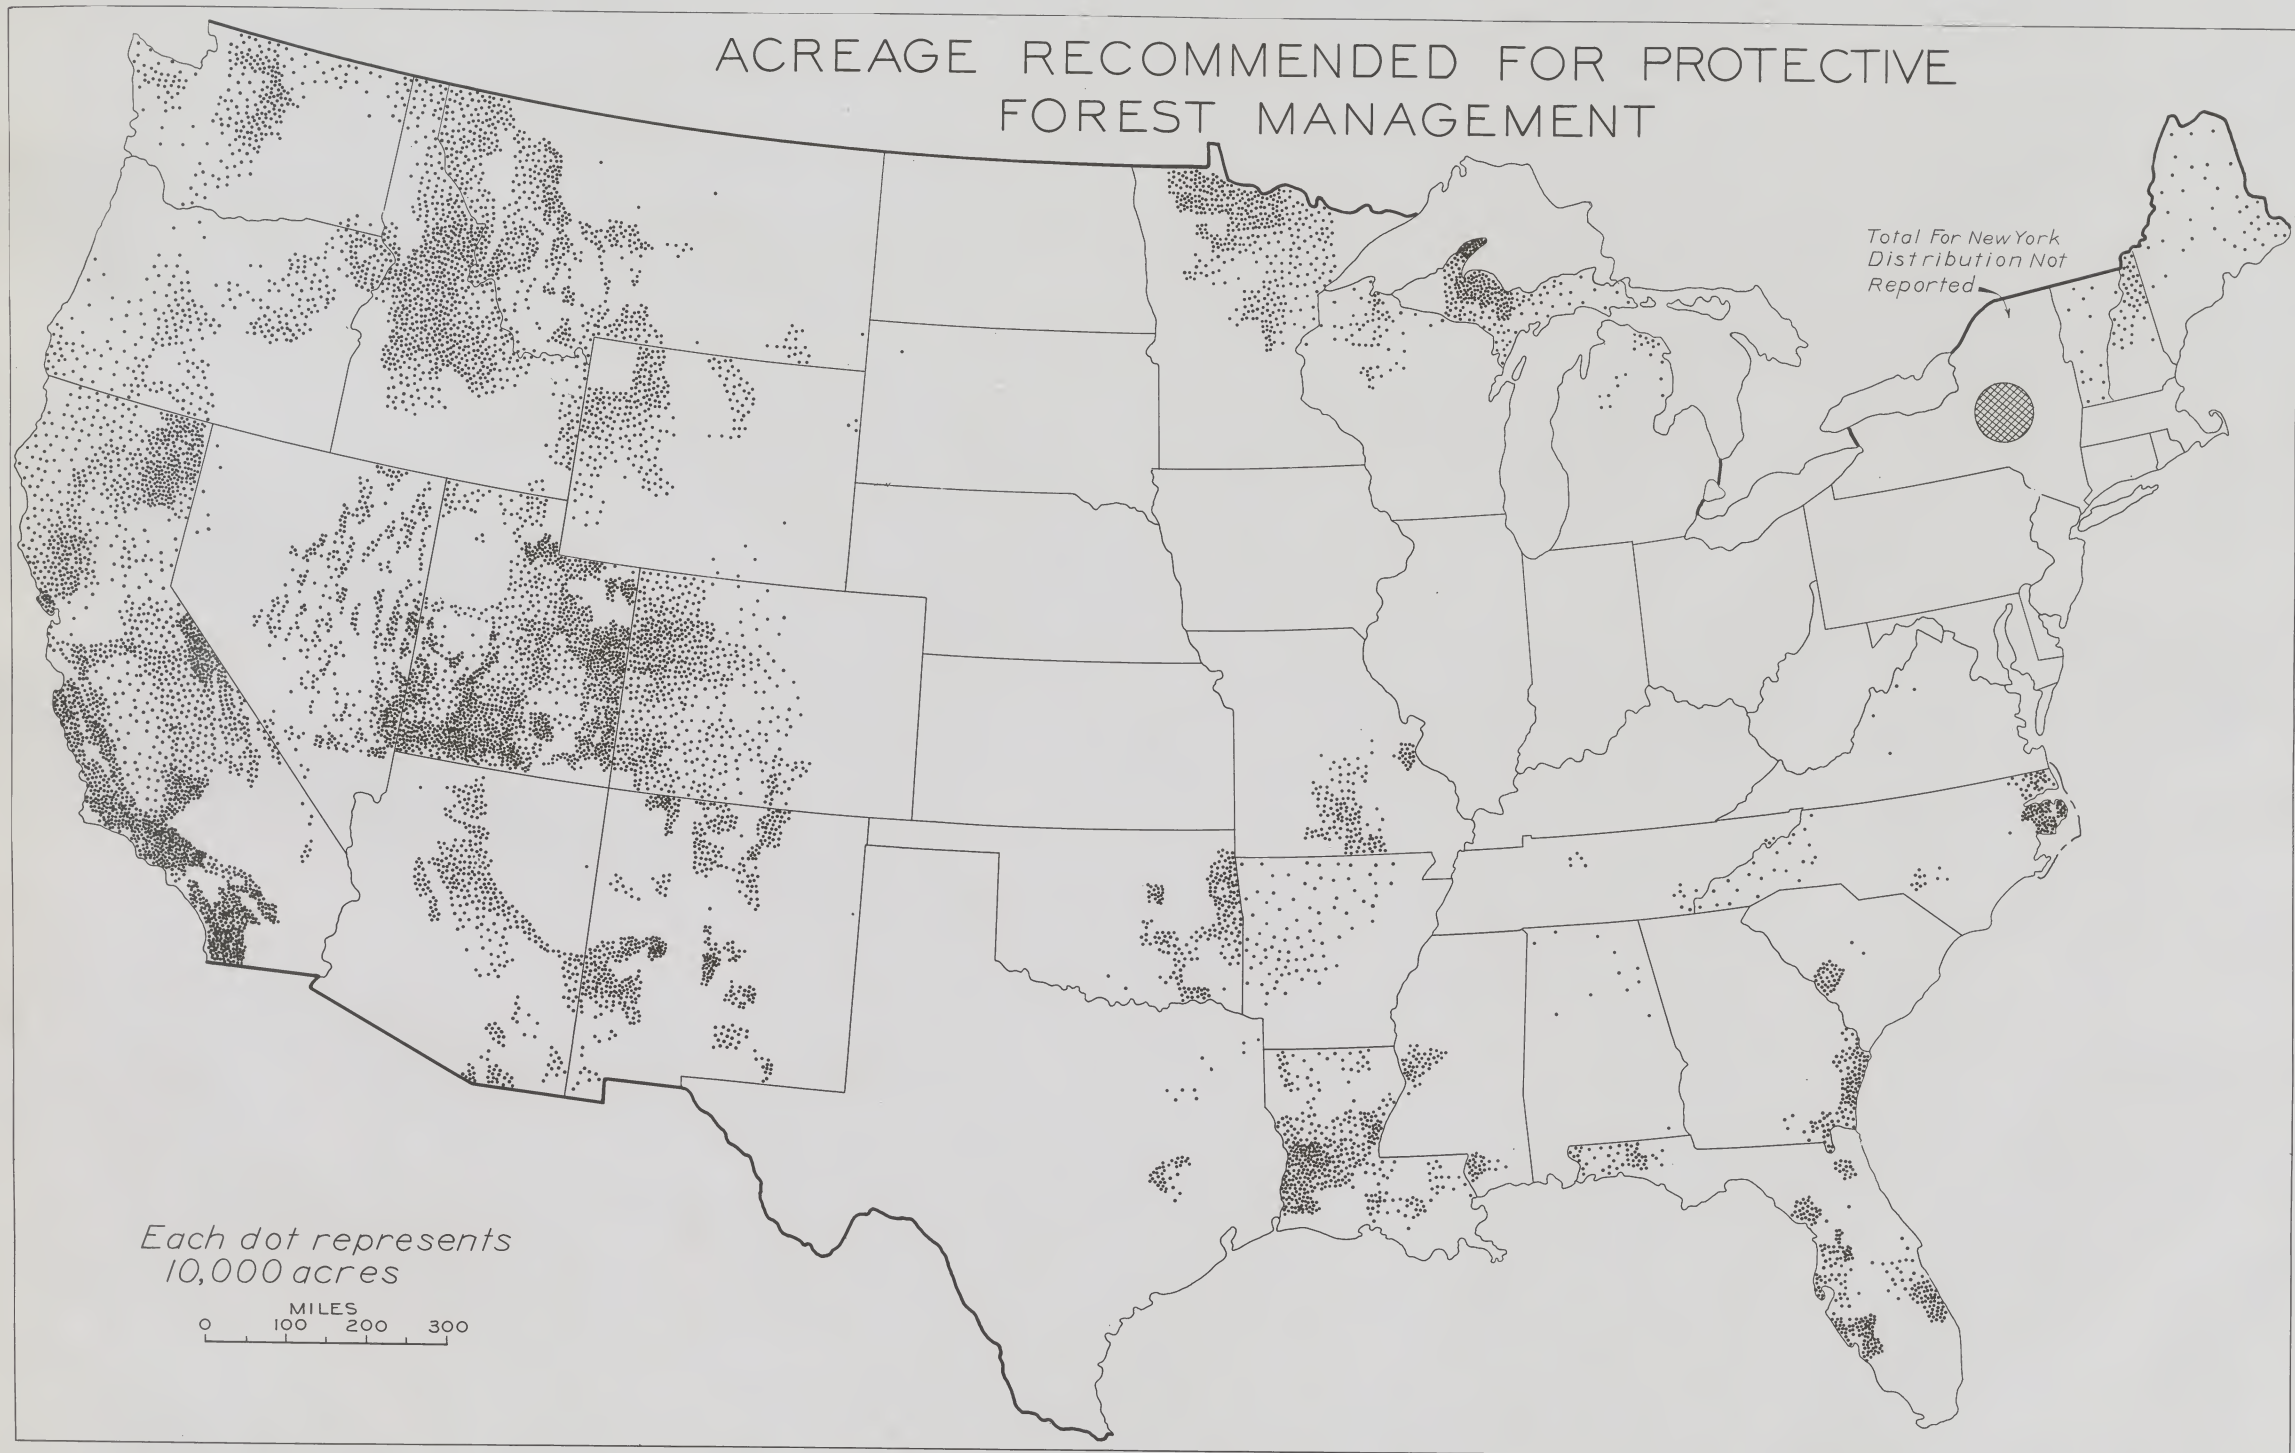 ACREAGE RECOMMENDED FOR PROTECTIVE
FOREST MANAGEMENT
Total For New York
Distribution Not
Reported
Each dot represents
10,000 acres
MILES
0 100 200 300